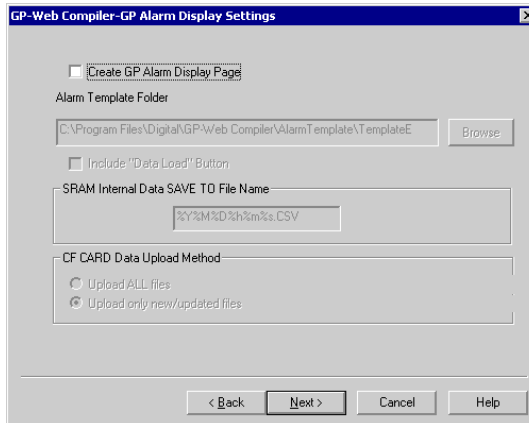 GP-Web Compiler-GP Alarm Display Settings
Create GP Alarm Display Page
Alarm Template Folder
C:\Program Files\Digital\GP-Web Compiler\AlarmTemplate\TemplateE
Browse
Include "Data Load" Button
SRAM Internal Data SAVE TO File Name
%Y%M%D%h%m%s.CSV
CF CARD Data Upload Method
Upload ALL files
Upload only new/updated files
< Back
Next >
Cancel
Help